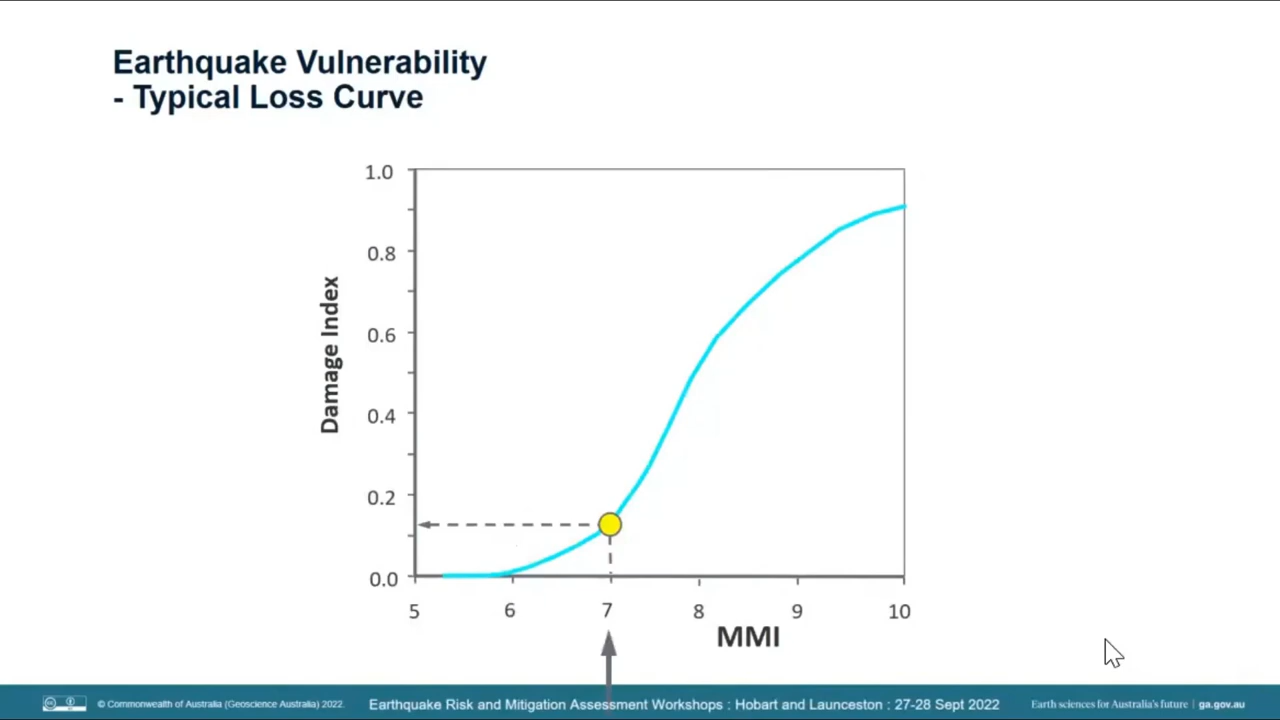 Earthquake Vulnerability
- Typical Loss Curve
1.0
0.8
0.6
0.4
0.2
0.0
Damage Index
5 6 7 8 9 10
MMI
© Commonwealth of Australia (Geoscience Australia) 2022.
Earthquake Risk and Mitigation Assessment Workshops : Hobart and Launceston : 27-28 Sept 2022
Earth sciences for Australia's future | ga.gov.au